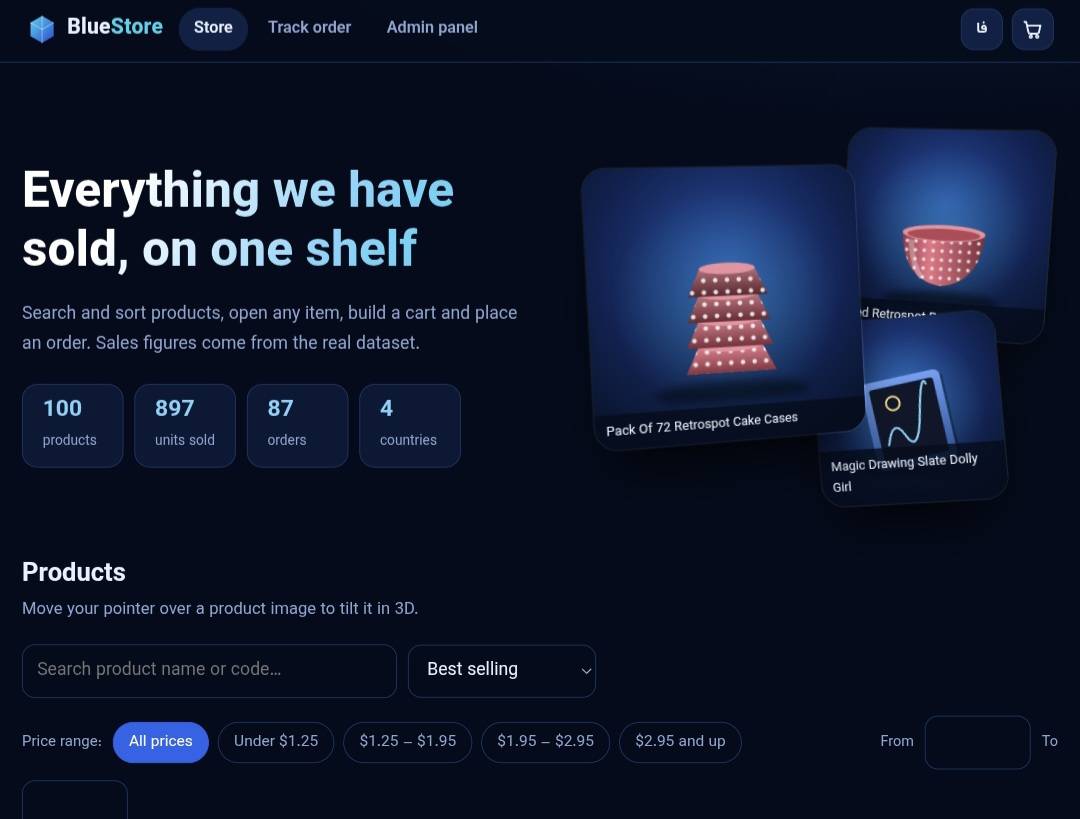 BlueStore
Store
Track order
Admin panel
فا
Everything we have
sold, on one shelf
Search and sort products, open any item, build a cart and place
an order. Sales figures come from the real dataset.
100
products
897
units sold
87
orders
4
countries
Pack Of 72 Retrospot Cake Cases
Retrospot
Magic Drawing Slate Dolly
Girl
Products
Move your pointer over a product image to tilt it in 3D.
Search product name or code…
Best selling
Price range:
All prices
Under $1.25
$1.25 – $1.95
$1.95 – $2.95
$2.95 and up
From
To